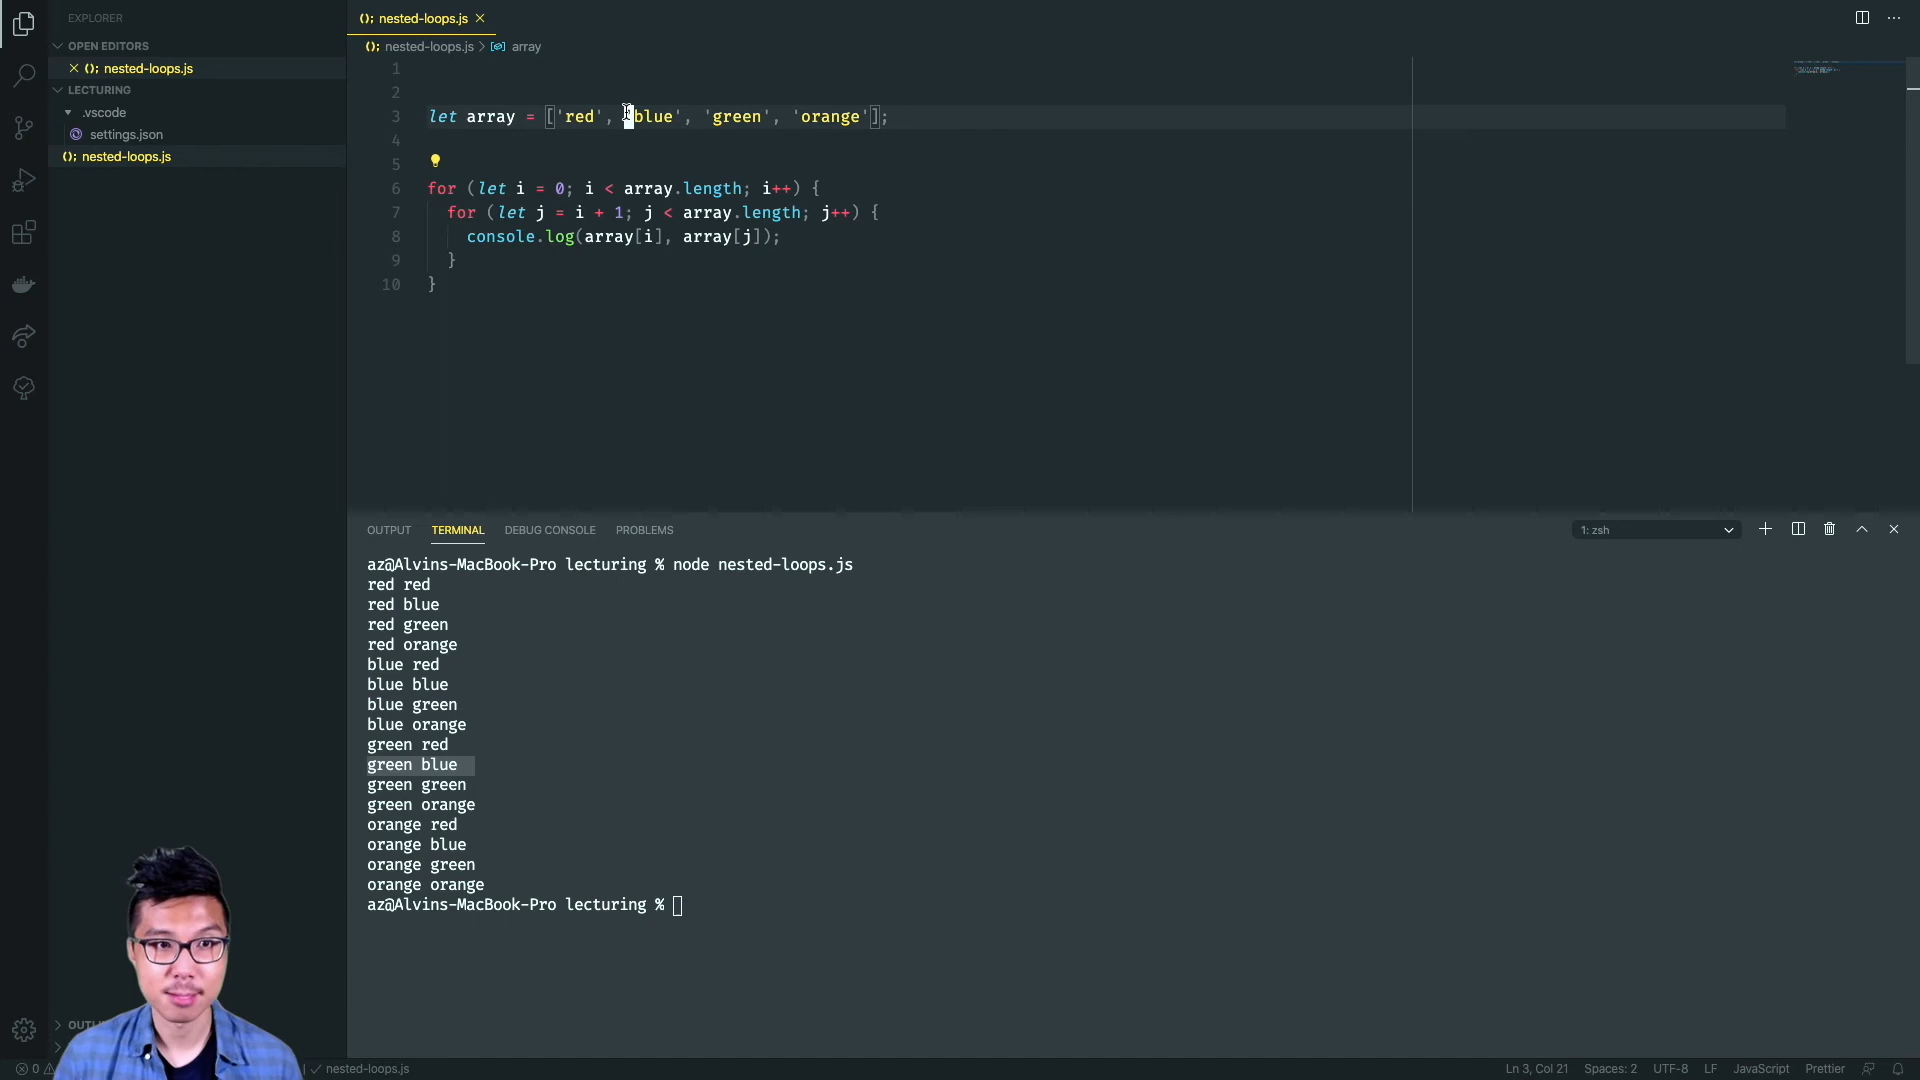 EXPLORER
OPEN EDITORS
nested-loops.js
LECTURING
.vscode
settings.json
nested-loops.js
nested-loops.js
nested-loops.js > array
1
2
3 let array = ['red', 'blue', 'green', 'orange'];
4
5
6 for (let i = 0; i < array.length; i++) {
7 for (let j = i + 1; j < array.length; j++) {
8 console.log(array[i], array[j]);
9 }
10 }
OUTPUT TERMINAL DEBUG CONSOLE PROBLEMS
1: zsh
az@Alvins-MacBook-Pro lecturing % node nested-loops.js
red red
red blue
red green
red orange
blue red
blue blue
blue green
blue orange
green red
green blue
green green
green orange
orange red
orange blue
orange green
orange orange
az@Alvins-MacBook-Pro lecturing %
0
nested-loops.js
Ln 3, Col 21 Spaces: 2 UTF-8 LF JavaScript Prettier